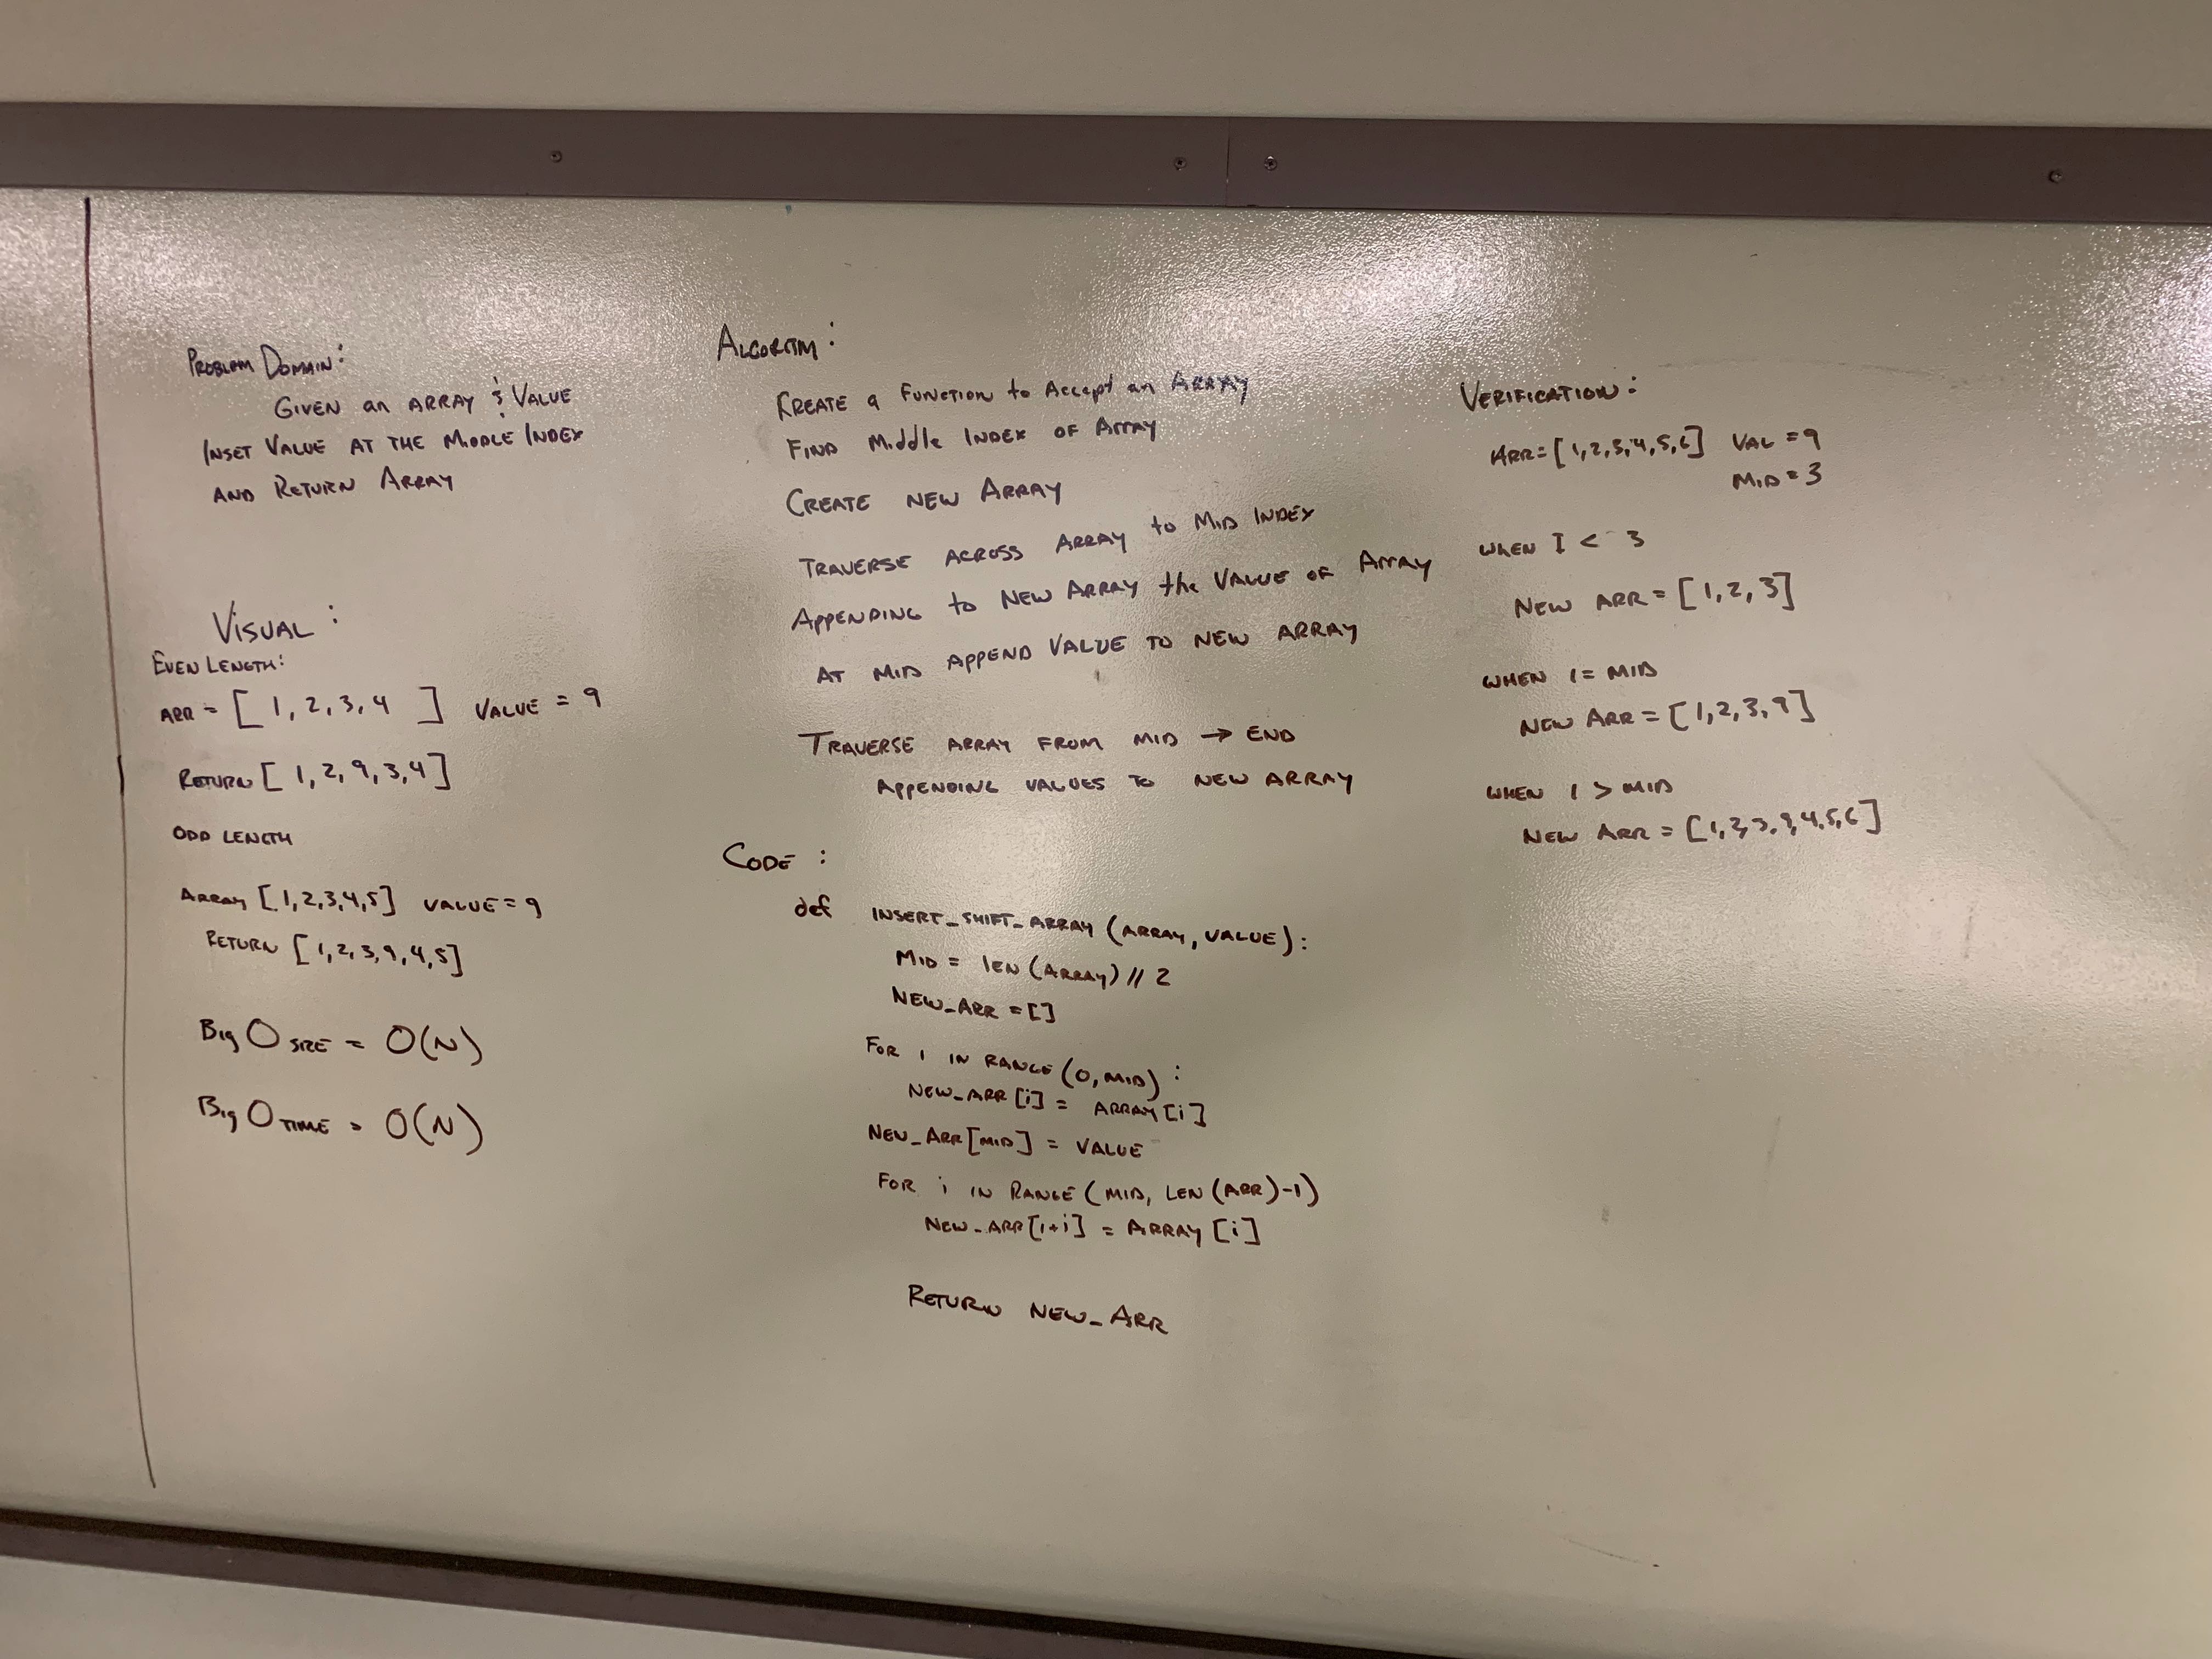 PROBLEM DOMAIN:
GIVEN an ARRAY & VALUE
INSET VALUE AT THE MIDDLE INDEX
AND RETURN ARRAY
VISUAL:
EVEN LENGTH:
ARR = [ 1, 2, 3, 4 ] VALUE = 9
RETURN [ 1, 2, 9, 3, 4 ]
ODD LENGTH
ARRAY [1,2,3,4,5] VALUE = 9
RETURN [1,2,3,9,4,5]
Big O SIZE = O(N)
Big O TIME = O(N)
ALGORITM:
CREATE a FUNCTION to Accept an ARRAY
FIND Middle INDEX OF Array
CREATE NEW ARRAY
TRAVERSE ACROSS ARRAY to MID INDEX
APPENDING to NEW ARRAY the VALUE OF Array
AT MID APPEND VALUE TO NEW ARRAY
TRAVERSE ARRAY FROM MID → END
APPENDING VALUES TO NEW ARRAY
CODE:
def INSERT_SHIFT_ARRAY (ARRAY, VALUE):
MID = len (ARRAY) // 2
NEW_ARR = []
FOR i IN RANGE (0, MID):
NEW_ARR [i] = ARRAY [i]
NEW_ARR [MID] = VALUE
FOR i IN RANGE (MID, LEN (ARR) -1)
NEW_ARR [1+i] = ARRAY [i]
RETURN NEW_ARR
VERIFICATION:
ARR = [1,2,3,4,5,6] VAL = 9
MID = 3
WHEN I < 3
NEW ARR = [1,2,3]
WHEN I = MID
NEW ARR = [1,2,3,9]
WHEN I > MID
NEW ARR = [1,2,3,9,4,5,6]